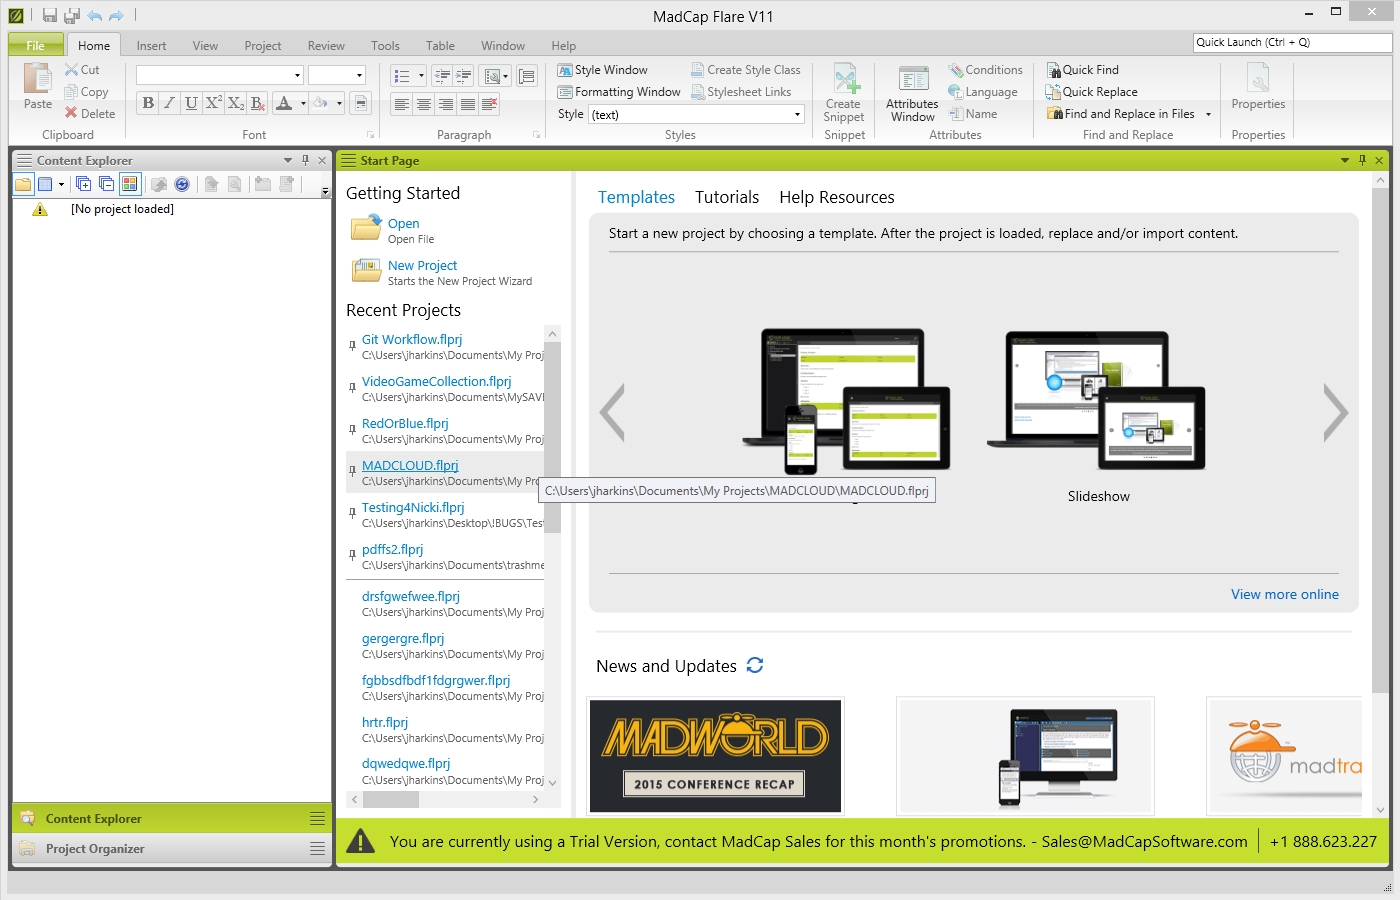 MadCap Flare V11
File Home Insert View Project Review Tools Table Window Help
Quick Launch (Ctrl + Q)
Paste
Cut
Copy
Delete
Clipboard
B I U X² X₂
A
Font
Paragraph
Style Window
Formatting Window
Style (text)
Create Style Class
Stylesheet Links
Styles
Create
Snippet
Snippet
Attributes
Window
Conditions
Language
Name
Attributes
Quick Find
Quick Replace
Find and Replace in Files
Find and Replace
Properties
Properties
Content Explorer
[No project loaded]
Content Explorer
Project Organizer
Start Page
Getting Started
Open
Open File
New Project
Starts the New Project Wizard
Recent Projects
Git Workflow.flprj
C:\Users\jharkins\Documents\My Proj
VideoGameCollection.flprj
C:\Users\jharkins\Documents\MySAVI
RedOrBlue.flprj
C:\Users\jharkins\Documents\My Proj
MADCLOUD.flprj
C:\Users\jharkins\Documents\My Pro
C:\Users\jharkins\Documents\My Projects\MADCLOUD\MADCLOUD.flprj
Testing4Nicki.flprj
C:\Users\jharkins\Desktop\!BUGS\Test
pdffs2.flprj
C:\Users\jharkins\Documents\trashme
drsfgwefwee.flprj
C:\Users\jharkins\Documents\My Proj
gergergre.flprj
C:\Users\jharkins\Documents\My Proj
fgbbsdfbdf1fdgrgwer.flprj
C:\Users\jharkins\Documents\My Proj
hrtr.flprj
C:\Users\jharkins\Documents\My Proj
dqwedqwe.flprj
C:\Users\jharkins\Documents\My Proj
Templates Tutorials Help Resources
Start a new project by choosing a template. After the project is loaded, replace and/or import content.
Slideshow
View more online
News and Updates
MADWORLD
2015 CONFERENCE RECAP
madtra
You are currently using a Trial Version, contact MadCap Sales for this month's promotions. - Sales@MadCapSoftware.com
+1 888.623.227